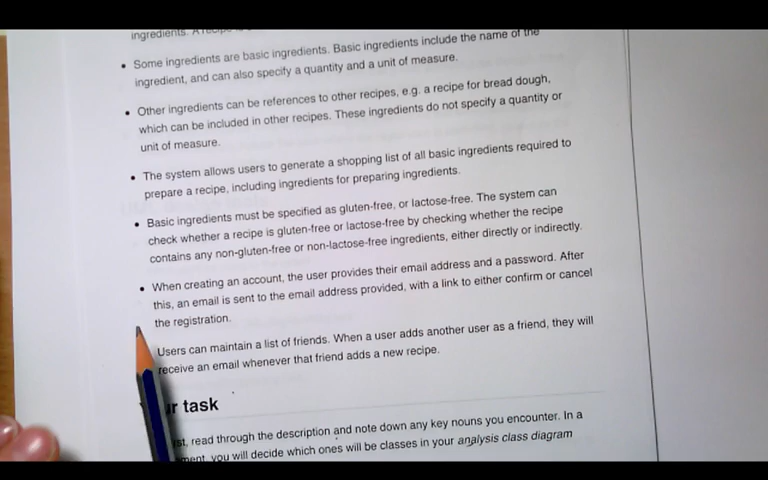 ingredients. A recipe
• Some ingredients are basic ingredients. Basic ingredients include the name of the
ingredient, and can also specify a quantity and a unit of measure.
• Other ingredients can be references to other recipes, e.g. a recipe for bread dough,
which can be included in other recipes. These ingredients do not specify a quantity or
unit of measure.
• The system allows users to generate a shopping list of all basic ingredients required to
prepare a recipe, including ingredients for preparing ingredients.
• Basic ingredients must be specified as gluten-free, or lactose-free. The system can
check whether a recipe is gluten-free or lactose-free by checking whether the recipe
contains any non-gluten-free or non-lactose-free ingredients, either directly or indirectly.
• When creating an account, the user provides their email address and a password. After
this, an email is sent to the email address provided, with a link to either confirm or cancel
the registration.
Users can maintain a list of friends. When a user adds another user as a friend, they will
receive an email whenever that friend adds a new recipe.
r task
st, read through the description and note down any key nouns you encounter. In a
ment, you will decide which ones will be classes in your analysis class diagram